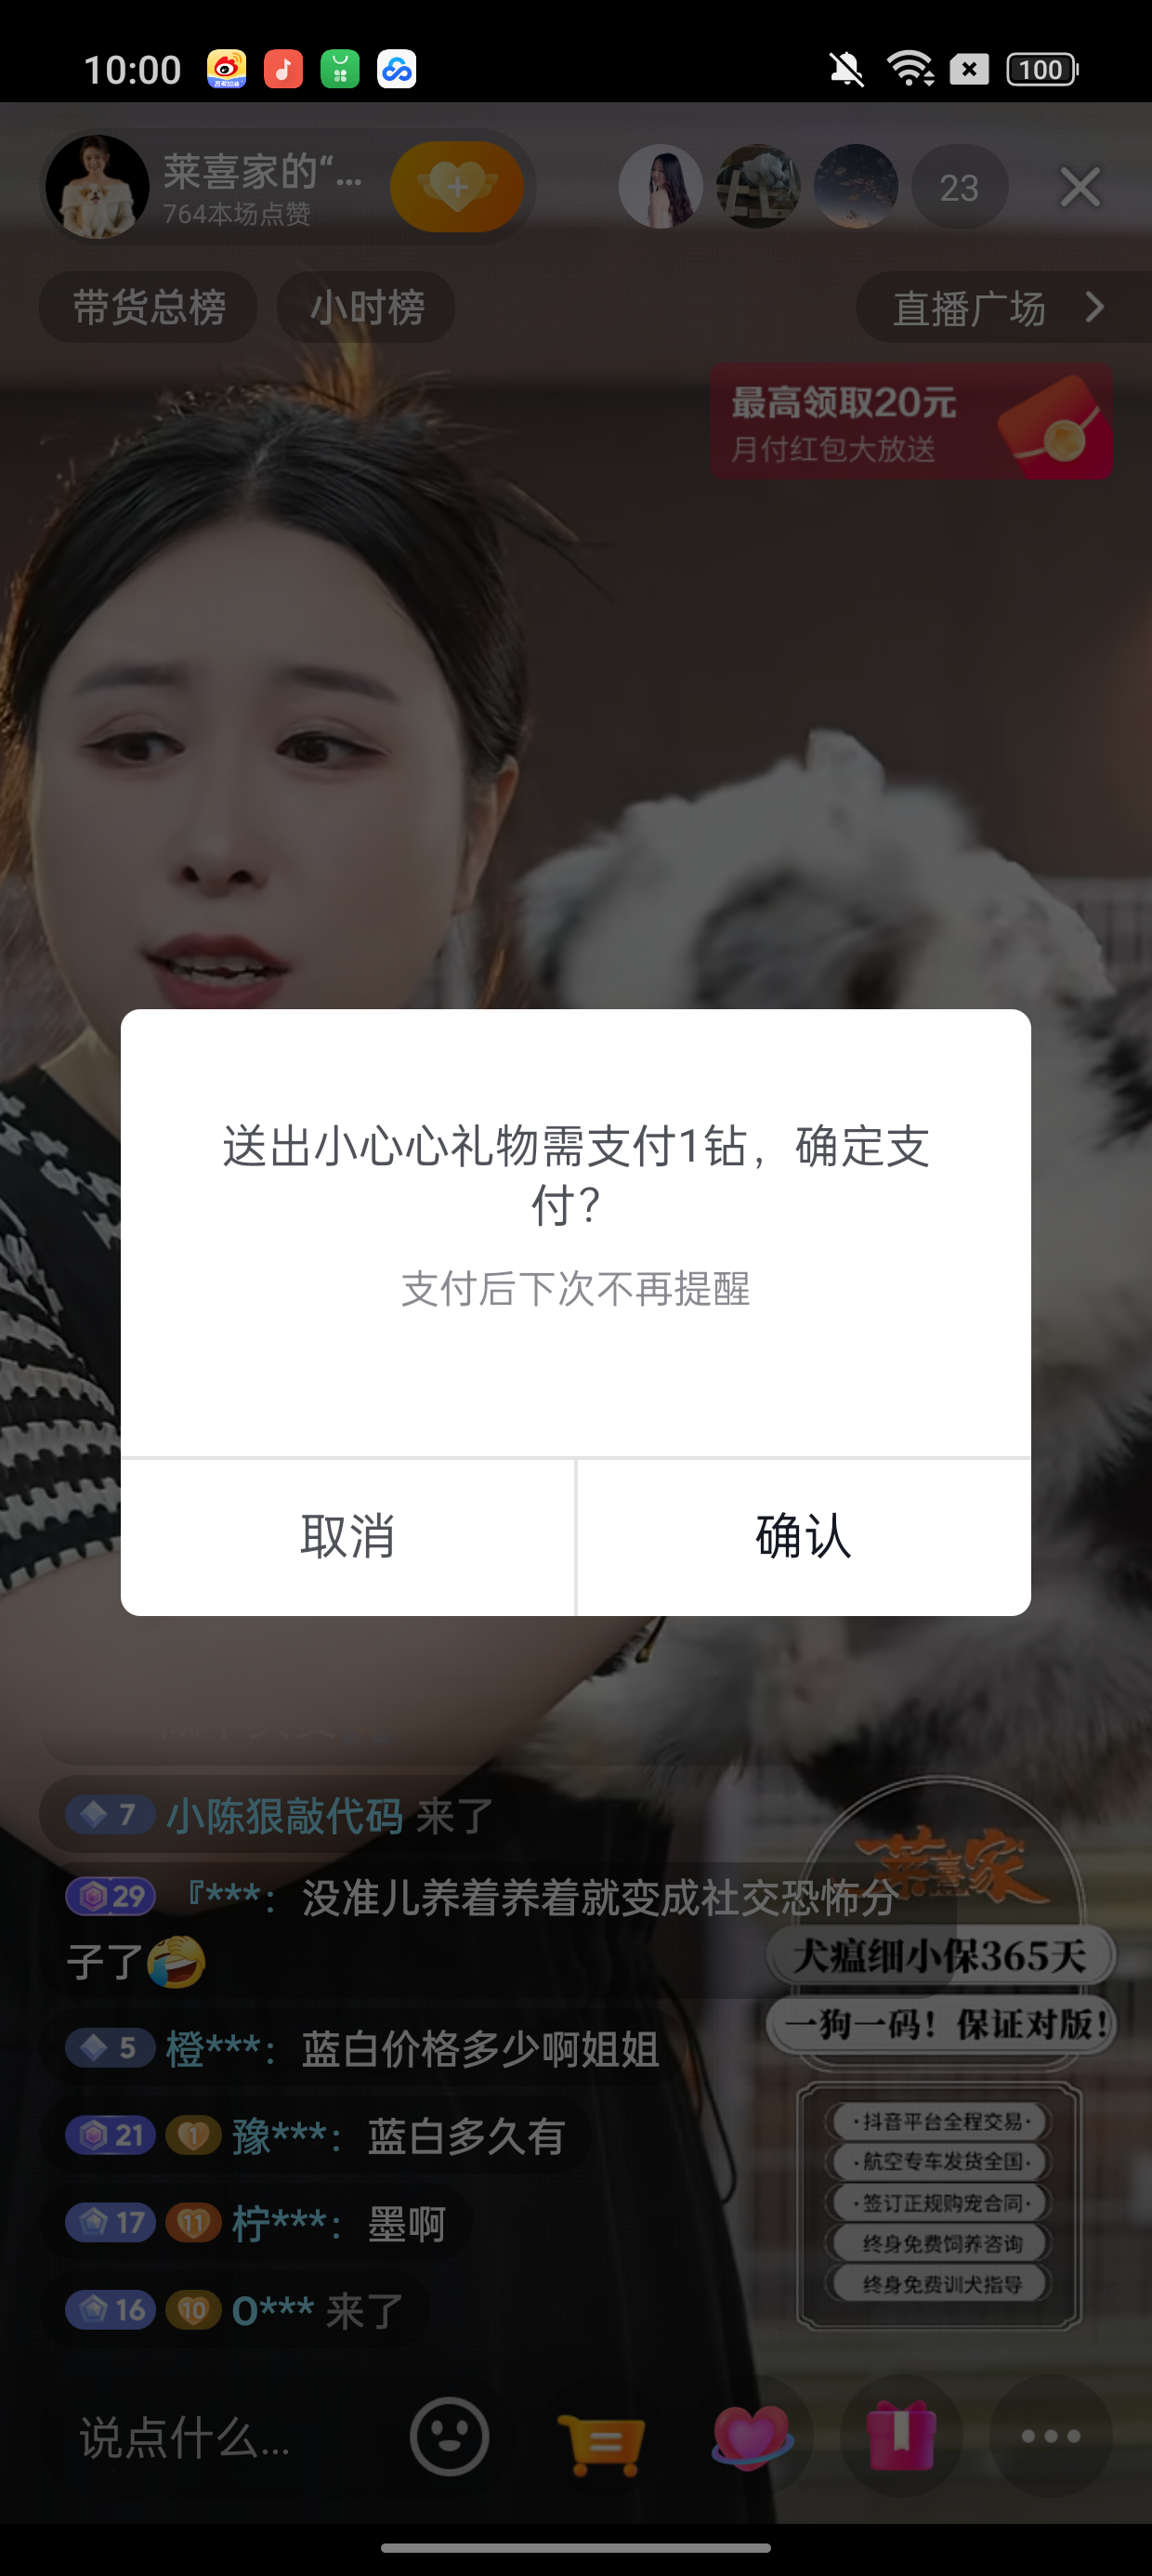 10:00
100
莱喜家的“...
764本场点赞
23
带货总榜
小时榜
直播广场
最高领取20元
月付红包大放送
送出小心心礼物需支付1钻，确定支
付？
支付后下次不再提醒
取消
确认
7 小陈狠敲代码 来了
29 『***：没准儿养着养着就变成社交恐怖分
子了
5 橙***：蓝白价格多少啊姐姐
21 1 豫***：蓝白多久有
17 11 柠***：墨啊
16 10 O*** 来了
莱喜家
犬瘟细小保365天
一狗一码！保证对版！
·抖音平台全程交易·
·航空专车发货全国·
·签订正规购宠合同·
终身免费饲养咨询
终身免费训犬指导
说点什么...